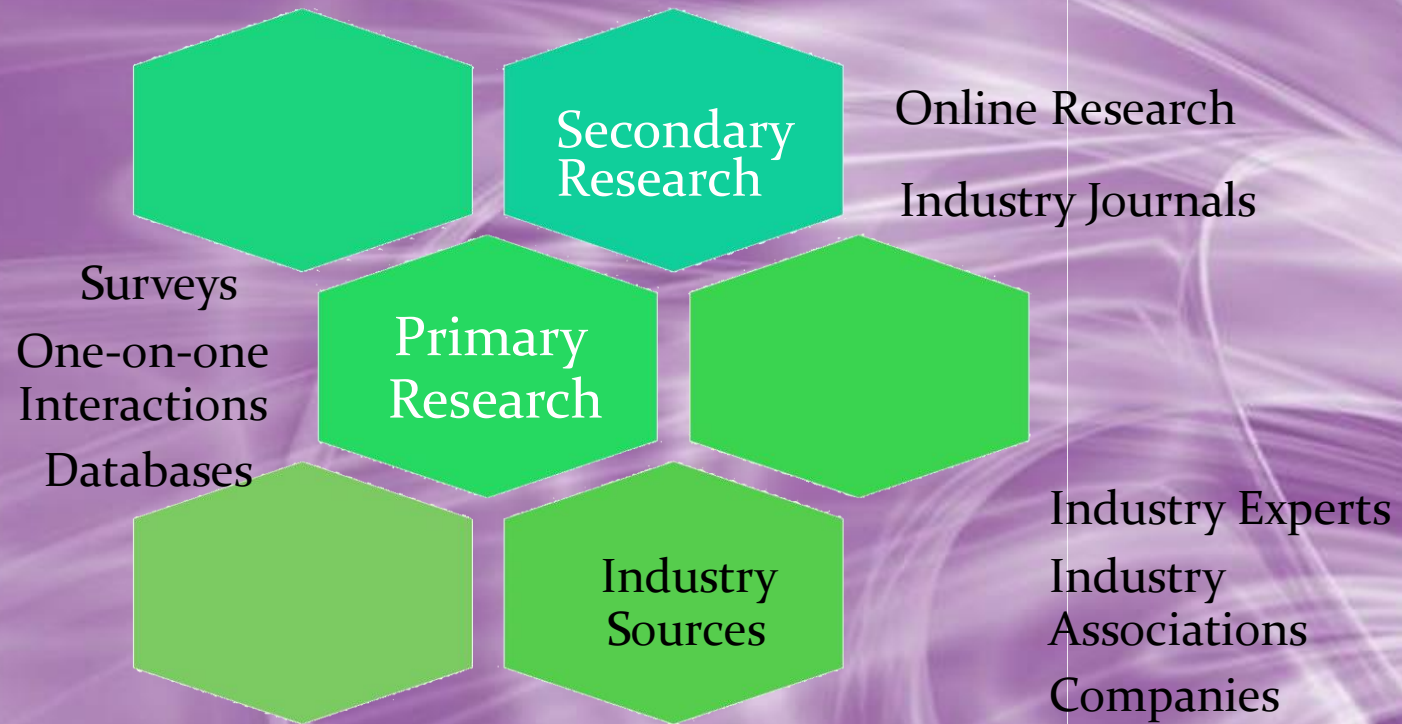 Secondary
Research
Online Research
Industry Journals
Surveys
One-on-one
Interactions
Databases
Primary
Research
Industry
Sources
Industry Experts
Industry
Associations
Companies